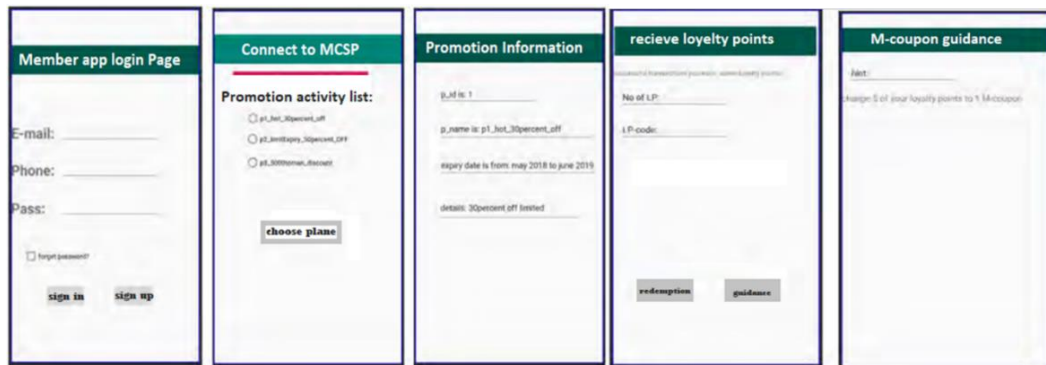 Member app login Page
E-mail:
Phone:
Pass:
forgot password?
sign in
sign up
Connect to MCSP
Promotion activity list:
p1_hot_30percent_off
choose plane
Promotion Information
p_id is: 1
p_name is: p1_hot_30percent_off
expiry date is from: may 2018 to june 2019
details: 30percent off limited
recieve loyelty points
No of LP:
LP-code:
redemption
guidance
M-coupon guidance
change 5 of your loyalty points to 1 M-coupon